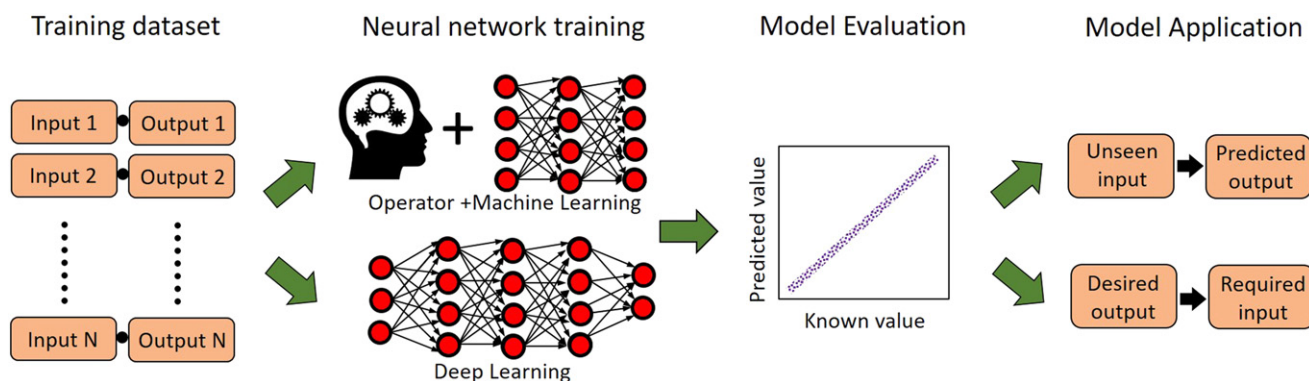 Training dataset
Neural network training
Model Evaluation
Model Application
Input 1
Output 1
Input 2
Output 2
Input N
Output N
+
Operator +Machine Learning
Deep Learning
Predicted value
Known value
Unseen
input
Predicted
output
Desired
output
Required
input